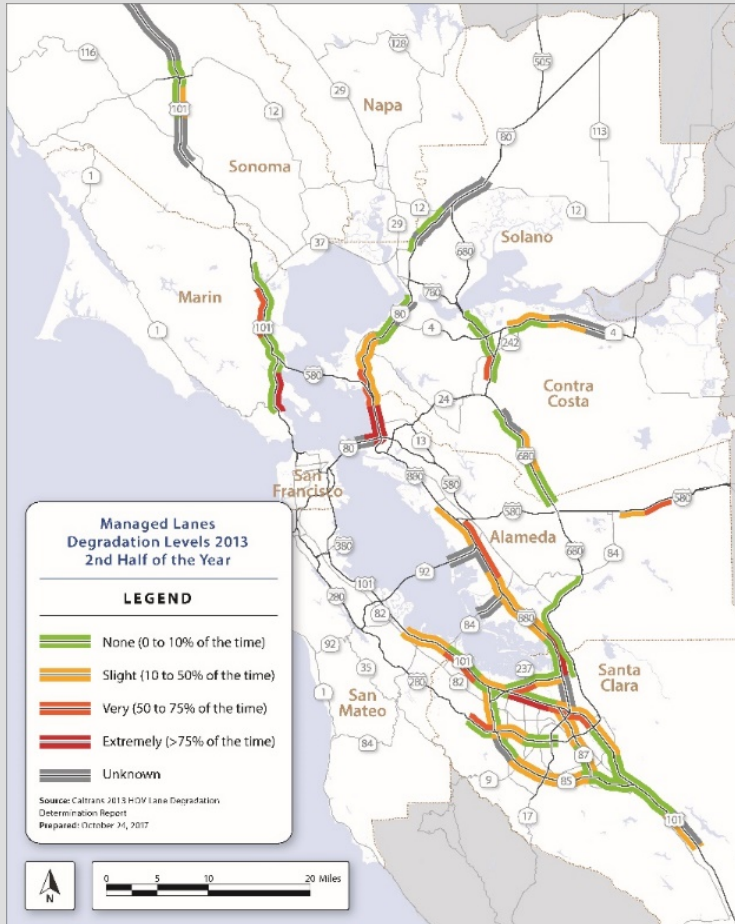 116
128
505
29
Napa
101
12
80
113
Sonoma
1
12
29
12
37
Solano
680
Marin
780
80
1
101
4
242
4
580
Contra
Costa
24
680
80
13
San
Francisco
880
580
580
580
Alameda
380
92
680
84
101
280
82
84
880
92
35
101
237
Santa
Clara
280
82
1
San
Mateo
84
87
9
85
17
101
Managed Lanes
Degradation Levels 2013
2nd Half of the Year
LEGEND
None (0 to 10% of the time)
Slight (10 to 50% of the time)
Very (50 to 75% of the time)
Extremely (>75% of the time)
Unknown
Source: Caltrans 2013 HOV Lane Degradation
Determination Report
Prepared: October 24, 2017
N
0 5 10 20 Miles